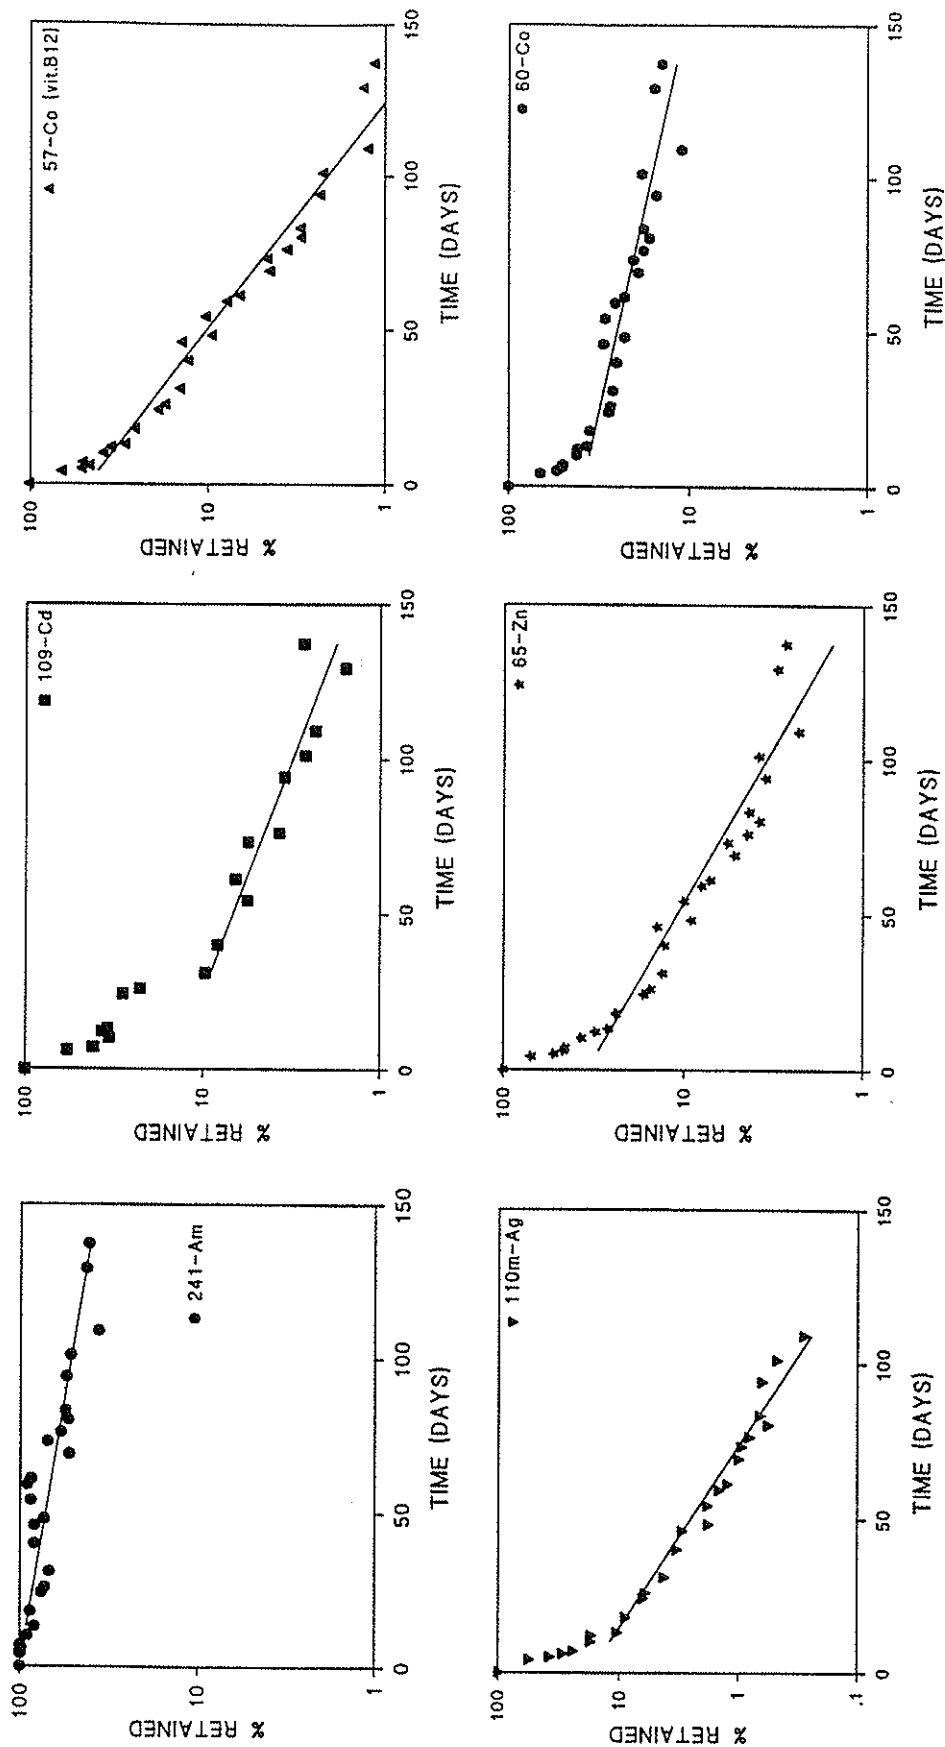 241-Am
% RETAINED
100
10
1
0
50
100
150
TIME (DAYS)
109-Cd
% RETAINED
100
10
1
0
50
100
150
TIME (DAYS)
57-Co (vit.B12)
% RETAINED
100
10
1
0
50
100
150
TIME (DAYS)
110m-Ag
% RETAINED
100
10
1
.1
0
50
100
150
TIME (DAYS)
65-Zn
% RETAINED
100
10
1
0
50
100
150
TIME (DAYS)
60-Co
% RETAINED
100
10
1
0
50
100
150
TIME (DAYS)